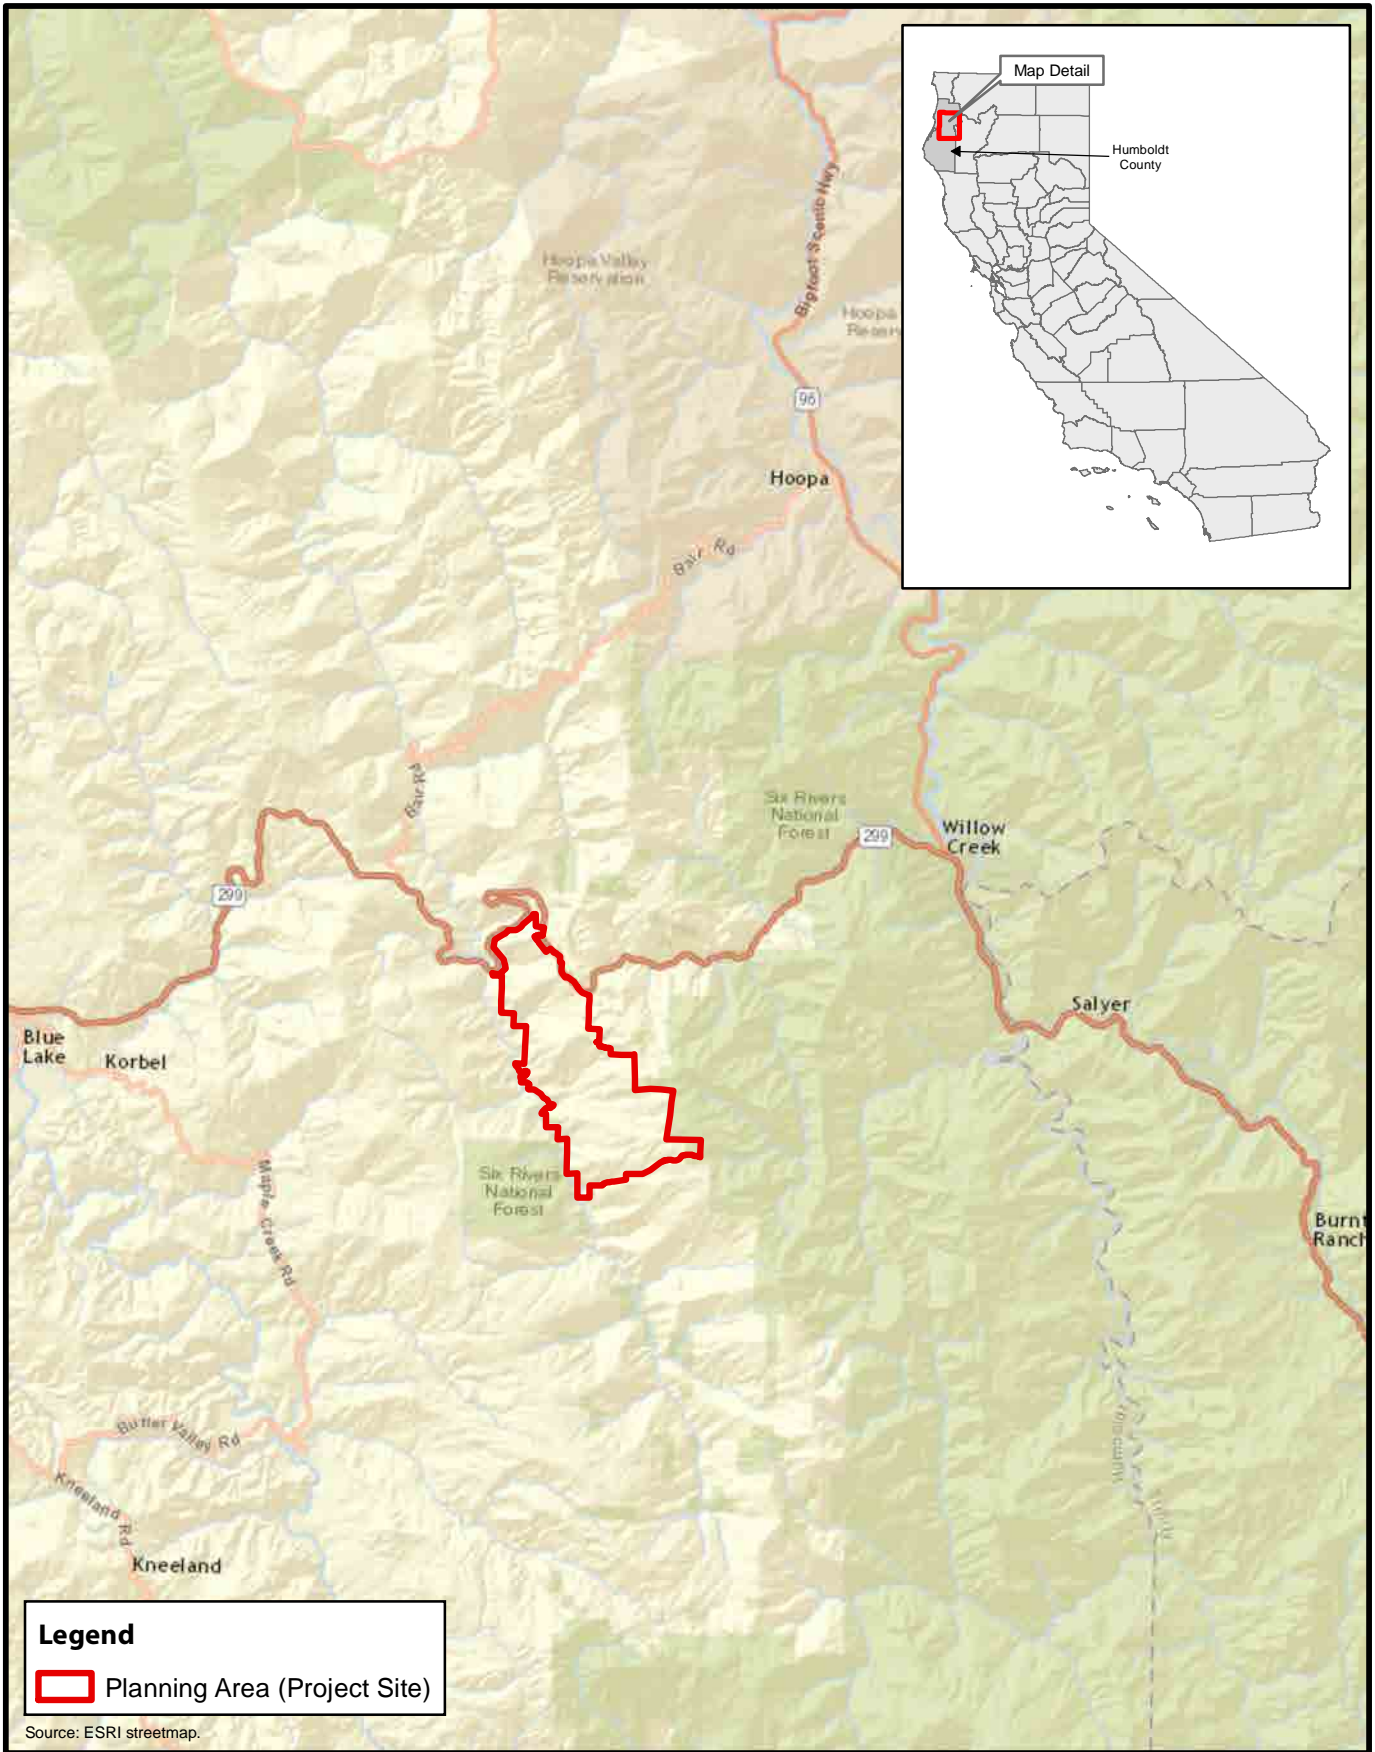 Map Detail
Humboldt
County
Bigfoot Scenic Hwy
Hoopa Valley
Reservation
Hoopa
96
Hoopa
Bair Rd
Bair Rd
Six Rivers
National
Forest
299
Willow
Creek
299
Salyer
Blue
Lake
Korbel
Six Rivers
National
Forest
Maple Creek Rd
Burnt
Ranch
Butler Valley Rd
Kneeland Rd
Kneeland
Legend
Planning Area (Project Site)
Source: ESRI streetmap.